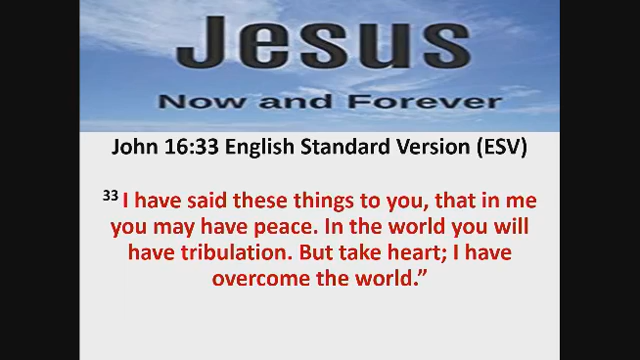 Jesus
Now and Forever
John 16:33 English Standard Version (ESV)
33 I have said these things to you, that in me
you may have peace. In the world you will
have tribulation. But take heart; I have
overcome the world.”